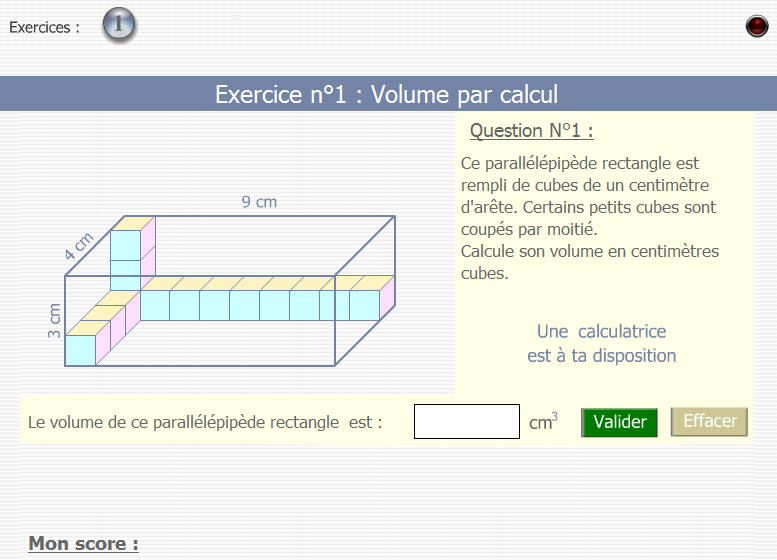 Exercices :
1
Exercice n°1 : Volume par calcul
Question N°1 :
Ce parallélépipède rectangle est
rempli de cubes de un centimètre
d'arête. Certains petits cubes sont
coupés par moitié.
Calcule son volume en centimètres
cubes.
9 cm
4 cm
3 cm
Une calculatrice
est à ta disposition
Le volume de ce parallélépipède rectangle est :
cm³
Valider
Effacer
Mon score :